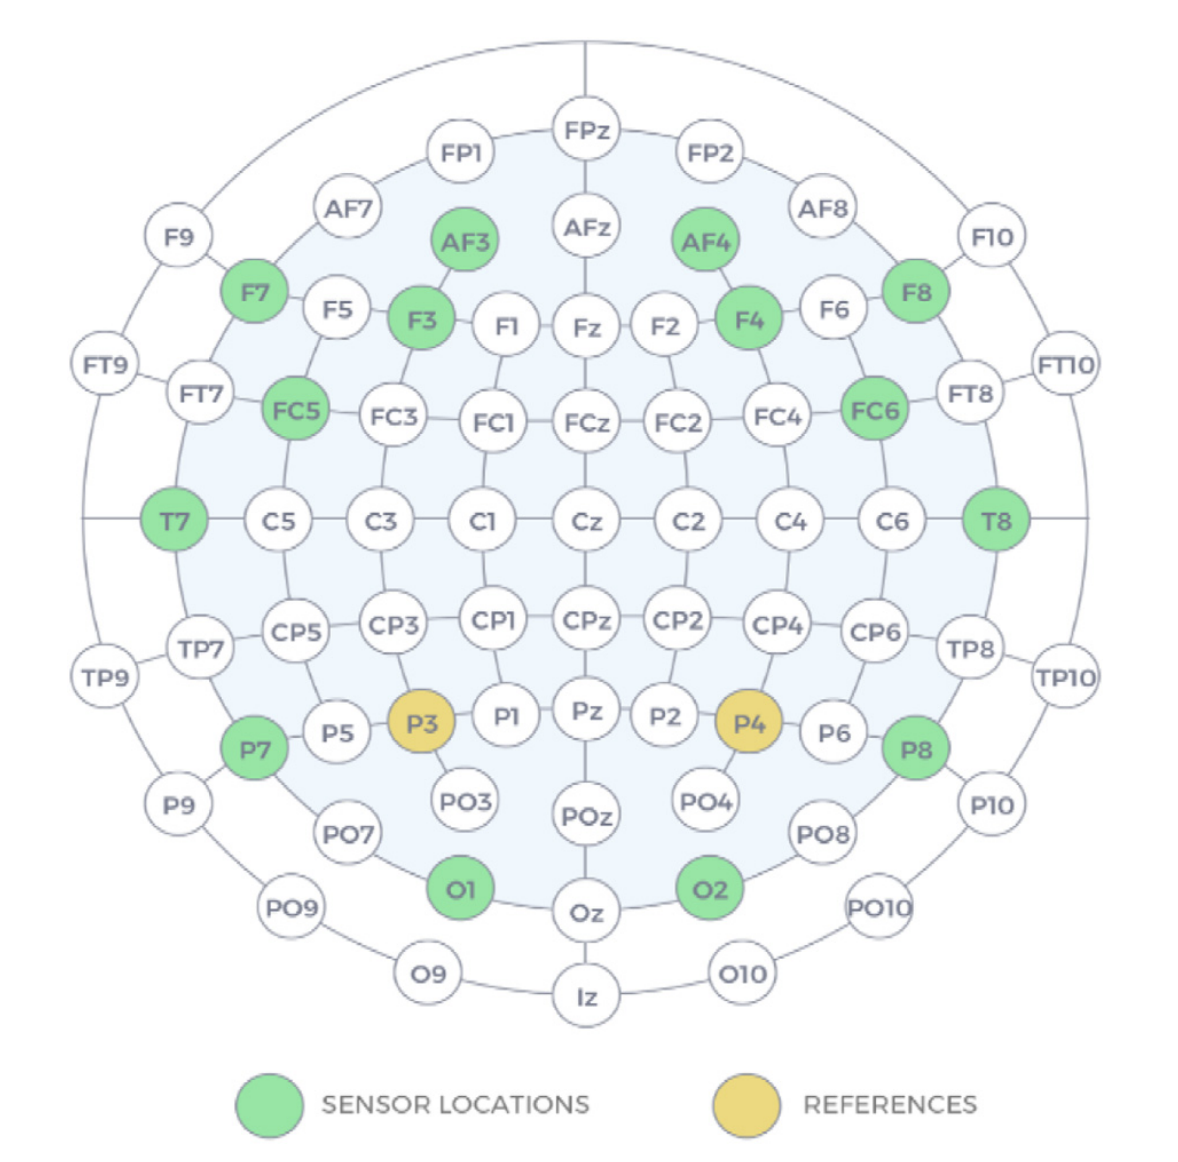 FPz
FP1 FP2
AF7 AF8
AFz
F9 AF3 AF4 F10
F7 F5 F3 F1 Fz F2 F4 F6 F8
FT9 FT7 FC5 FC3 FC1 FCz FC2 FC4 FC6 FT8 FT10
T7 C5 C3 C1 Cz C2 C4 C6 T8
TP9 TP7 CP5 CP3 CP1 CPz CP2 CP4 CP6 TP8 TP10
P7 P5 P3 P1 Pz P2 P4 P6 P8
P9 PO3 PO4 P10
PO7 POz PO8
O1 O2
PO9 Oz PO10
O9 O10
Iz
SENSOR LOCATIONS REFERENCES